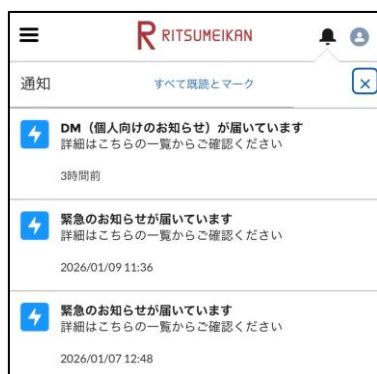 RITSUMEIKAN
通知
すべて既読とマーク
DM（個人向けのお知らせ）が届いています
詳細はこちらの一覧からご確認ください
3時間前
緊急のお知らせが届いています
詳細はこちらの一覧からご確認ください
2026/01/09 11:36
緊急のお知らせが届いています
詳細はこちらの一覧からご確認ください
2026/01/07 12:48